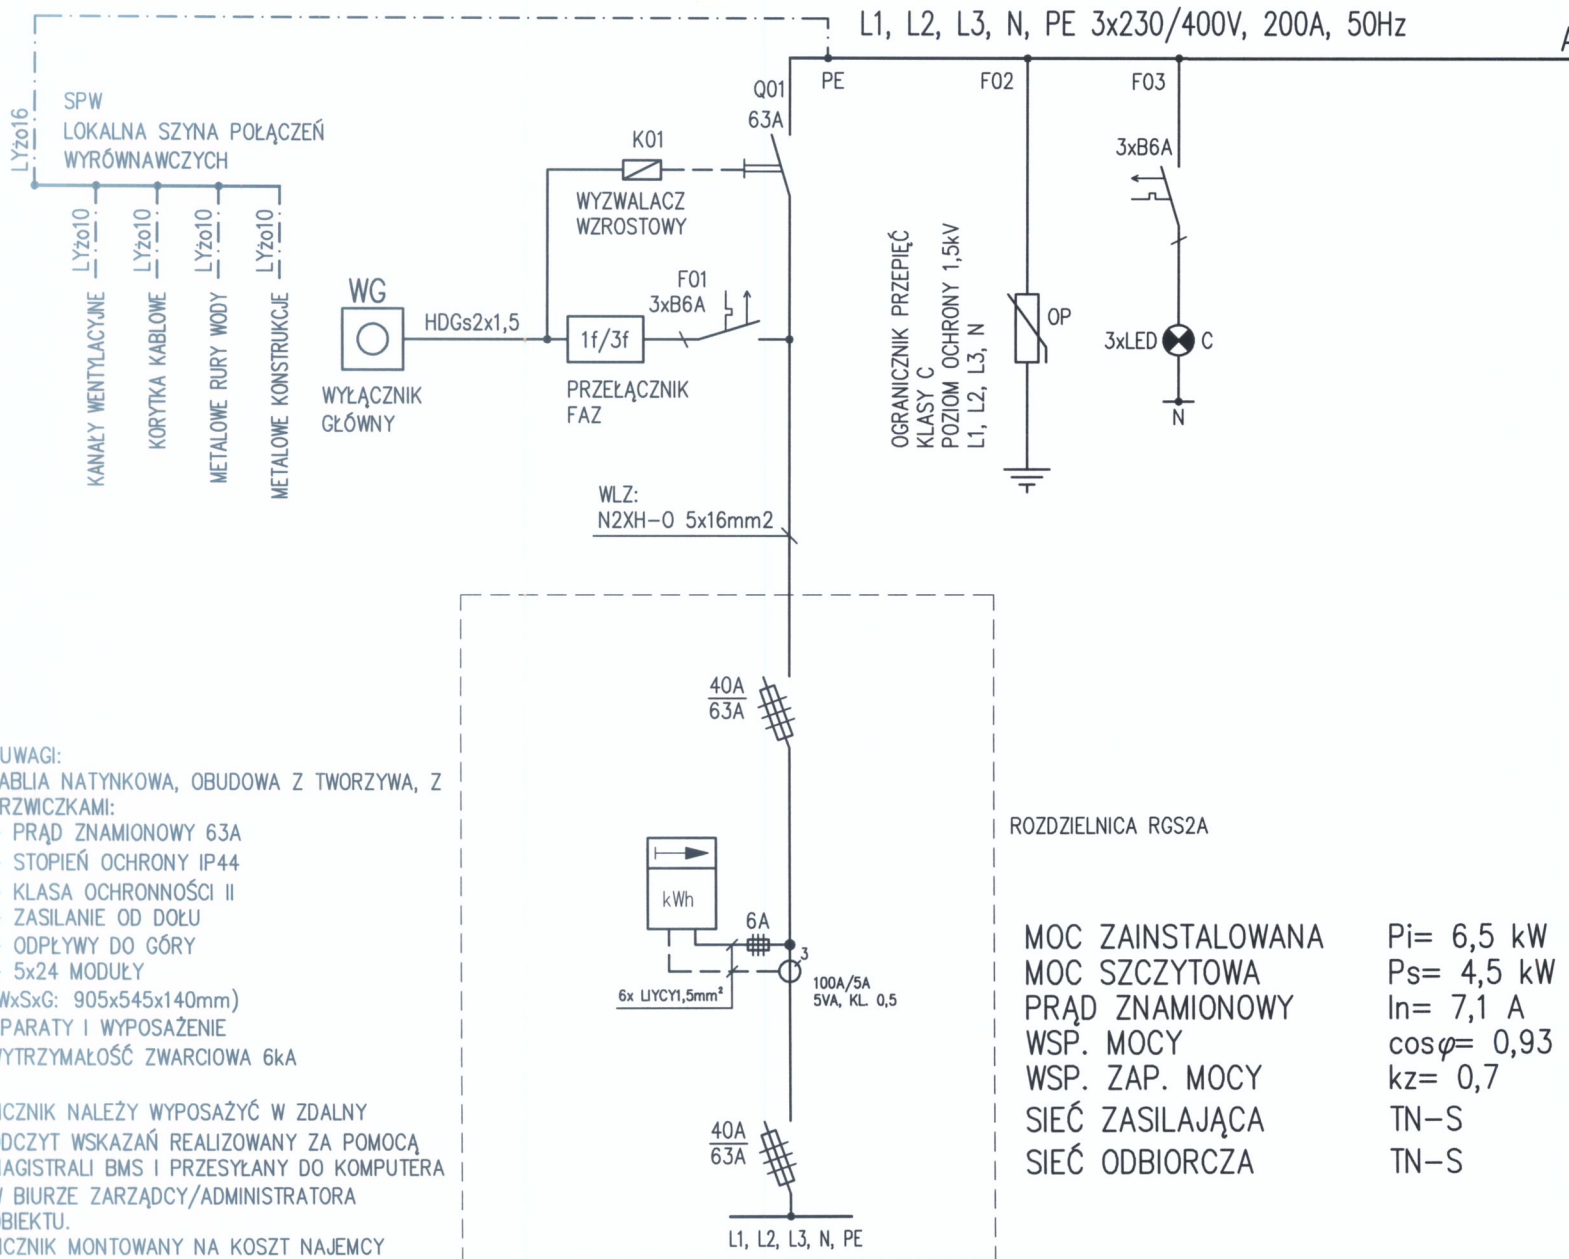 L1, L2, L3, N, PE 3x230/400V, 200A, 50Hz
PE
Q01
63A
F02
F03
3xB6A
SPW
LOKALNA SZYNA POŁĄCZEŃ
WYRÓWNAWCZYCH
LYżo16
LYżo10
LYżo10
LYżo10
LYżo10
KANAŁY WENTYLACYJNE
KORYTKA KABLOWE
METALOWE RURY WODY
METALOWE KONSTRUKCJE
K01
WYZWALACZ
WZROSTOWY
WG
HDGs2x1,5
WYŁĄCZNIK
GŁÓWNY
1f/3f
PRZEŁĄCZNIK
FAZ
F01
3xB6A
OGRANICZNIK PRZEPIĘĆ
KLASY C
POZIOM OCHRONY 1,5kV
L1, L2, L3, N
OP
3xLED
C
N
WLZ:
N2XH-O 5x16mm2
40A
63A
kWh
6A
3
100A/5A
5VA, KL. 0,5
6x LIYCY1,5mm²
40A
63A
L1, L2, L3, N, PE
ROZDZIELNICA RGS2A
UWAGI:
ABLIA NATYNKOWA, OBUDOWA Z TWORZYWA, Z
RZWICZKAMI:
PRĄD ZNAMIONOWY 63A
STOPIEŃ OCHRONY IP44
KLASA OCHRONNOŚCI II
ZASILANIE OD DOŁU
ODPŁYWY DO GÓRY
5x24 MODUŁY
WxSxG: 905x545x140mm)
PARATY I WYPOSAŻENIE
WYTRZYMAŁOŚĆ ZWARCIOWA 6kA
ICZNIK NALEŻY WYPOSAŻYĆ W ZDALNY
ODCZYT WSKAZAŃ REALIZOWANY ZA POMOCĄ
MAGISTRALI BMS I PRZESYŁANY DO KOMPUTERA
W BIURZE ZARZĄDCY/ADMINISTRATORA
OBIEKTU.
ICZNIK MONTOWANY NA KOSZT NAJEMCY
MOC ZAINSTALOWANA Pi= 6,5 kW
MOC SZCZYTOWA Ps= 4,5 kW
PRĄD ZNAMIONOWY In= 7,1 A
WSP. MOCY cosφ= 0,93
WSP. ZAP. MOCY kz= 0,7
SIEĆ ZASILAJĄCA TN-S
SIEĆ ODBIORCZA TN-S